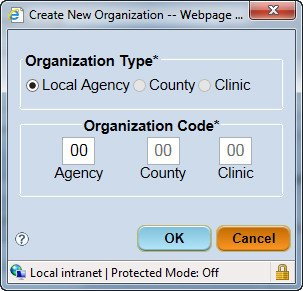 Create New Organization -- Webpage ...
Organization Type*
Local Agency County Clinic
Organization Code*
00 00 00
Agency County Clinic
? OK Cancel
Local intranet | Protected Mode: Off